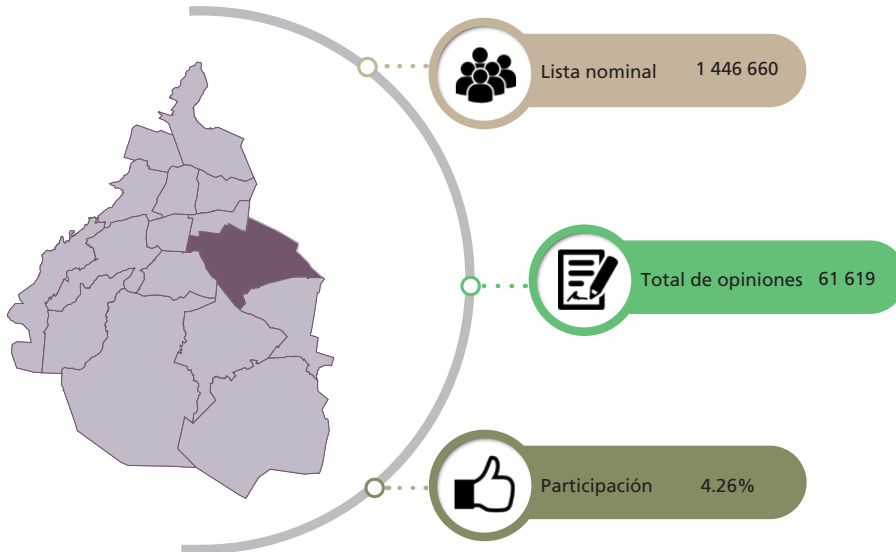 Lista nominal 1 446 660
Total de opiniones 61 619
Participación 4.26%